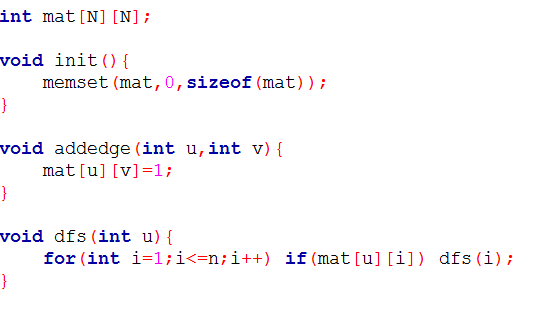 int mat[N][N];
void init(){
    memset(mat,0,sizeof(mat));
}
void addedge(int u,int v){
    mat[u][v]=1;
}
void dfs(int u){
    for(int i=1;i<=n;i++) if(mat[u][i]) dfs(i);
}